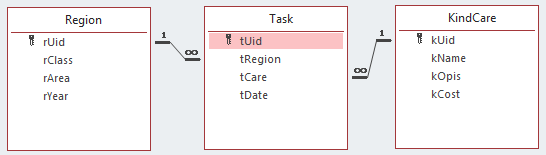 Region
rUid
rClass
rArea
rYear
1
∞
Task
tUid
tRegion
tCare
tDate
1
∞
KindCare
kUid
kName
kOpis
kCost